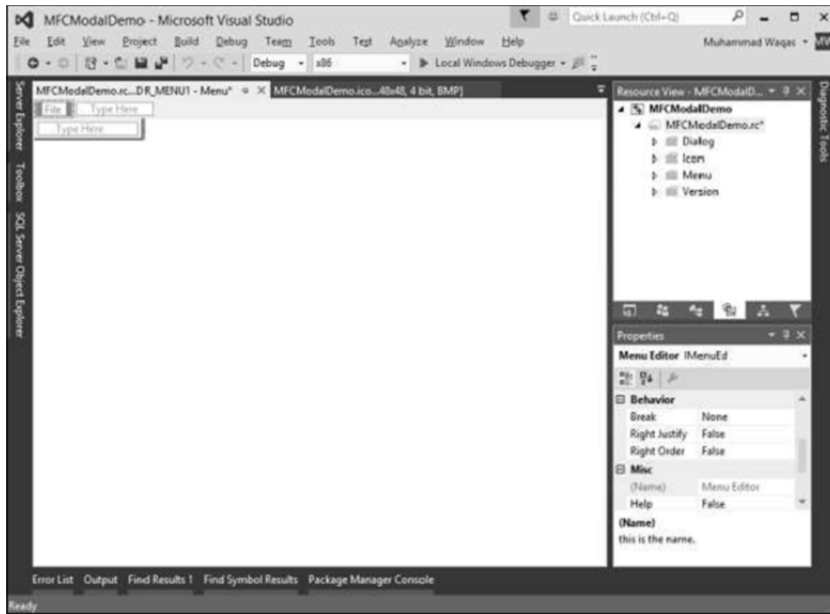 MFCModalDemo - Microsoft Visual Studio
Quick Launch (Ctrl+Q)
File Edit View Project Build Debug Team Tools Test Analyze Window Help
Muhammad Waqas
Debug x86 Local Windows Debugger
Server Explorer
Toolbox
SQL Server Object Explorer
MFCModalDemo.rc...DR_MENU1 - Menu* MFCModalDemo.ico...48x48, 4 bit, BMP]
File Type Here
Type Here
Resource View - MFCModalD...
MFCModalDemo
MFCModalDemo.rc*
Dialog
Icon
Menu
Version
Diagnostic Tools
Properties
Menu Editor IMenuEd
Behavior
Break None
Right Justify False
Right Order False
Misc
(Name) Menu Editor
Help False
(Name)
this is the name.
Error List Output Find Results 1 Find Symbol Results Package Manager Console
Ready